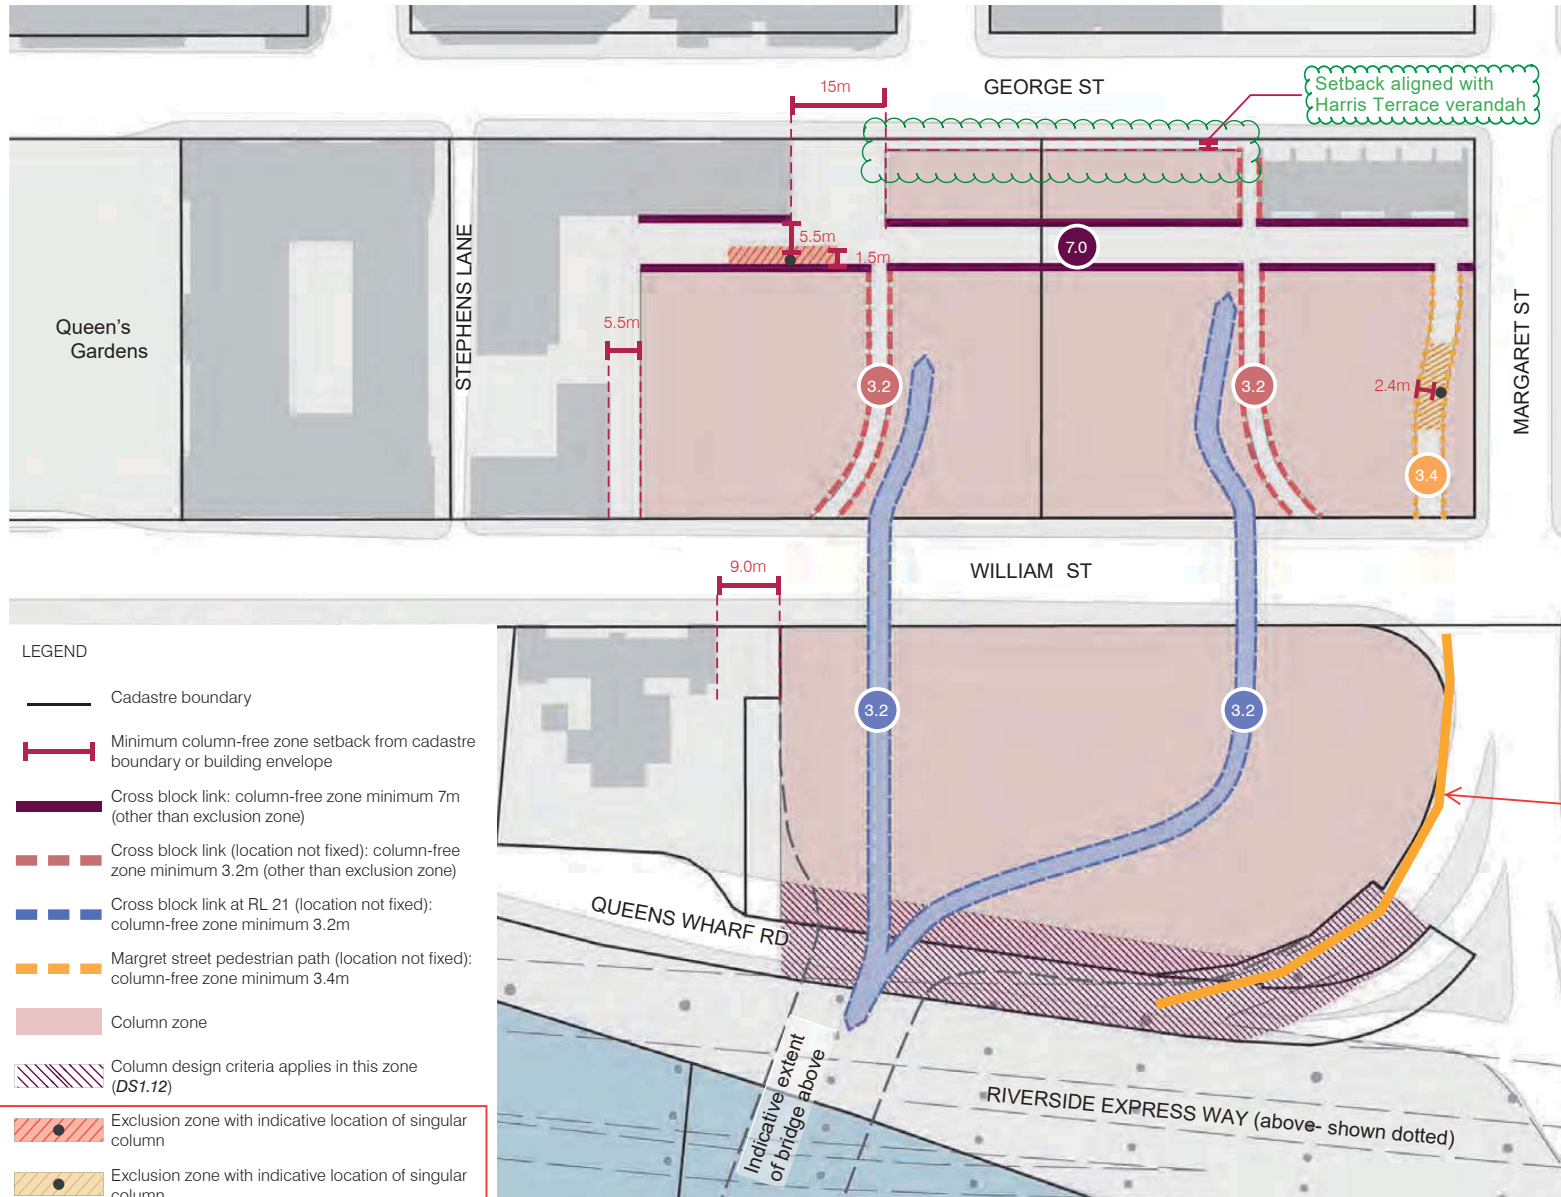 15m
GEORGE ST
Setback aligned with
Harris Terrace verandah
5.5m
1.5m
7.0
Queen's
Gardens
STEPHENS LANE
5.5m
3.2
3.2
2.4m
3.4
MARGARET ST
9.0m
WILLIAM ST
3.2
3.2
QUEENS WHARF RD
Indicative extent
of bridge above
RIVERSIDE EXPRESS WAY (above- shown dotted)
LEGEND
Cadastre boundary
Minimum column-free zone setback from cadastre
boundary or building envelope
Cross block link: column-free zone minimum 7m
(other than exclusion zone)
Cross block link (location not fixed): column-free
zone minimum 3.2m (other than exclusion zone)
Cross block link at RL 21 (location not fixed):
column-free zone minimum 3.2m
Margret street pedestrian path (location not fixed):
column-free zone minimum 3.4m
Column zone
Column design criteria applies in this zone
(DS1.12)
Exclusion zone with indicative location of singular
column
Exclusion zone with indicative location of singular
column